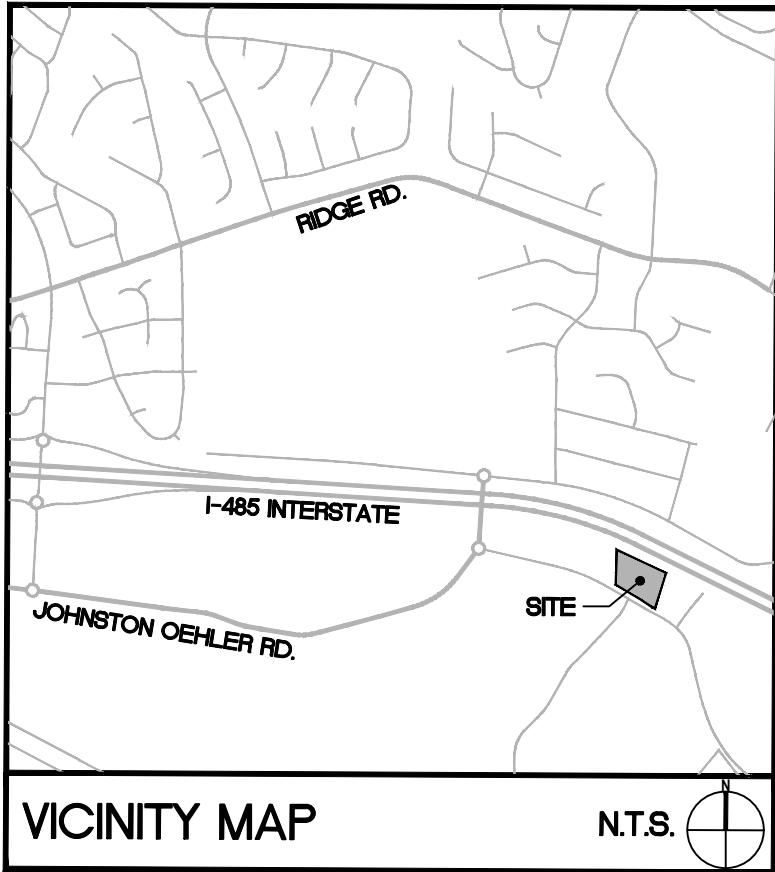 RIDGE RD.
I-485 INTERSTATE
SITE
JOHNSTON OEHLER RD.
VICINITY MAP
N.T.S.
N